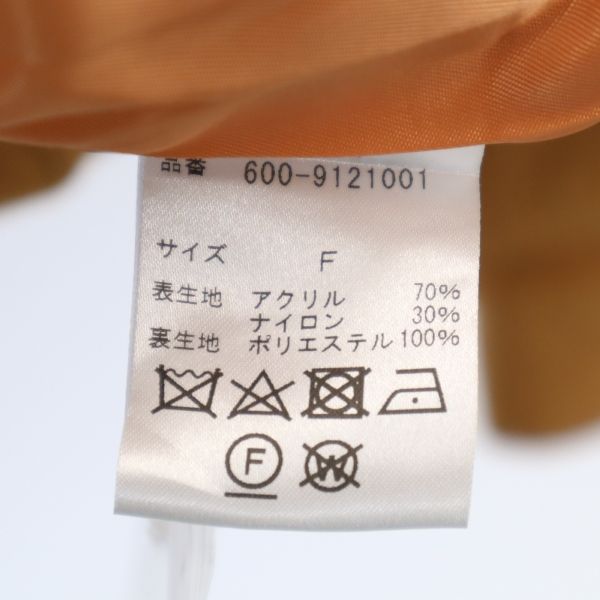 品番 600-9121001
サイズ F
表生地 アクリル 70%
ナイロン 30%
裏生地 ポリエステル 100%
F W